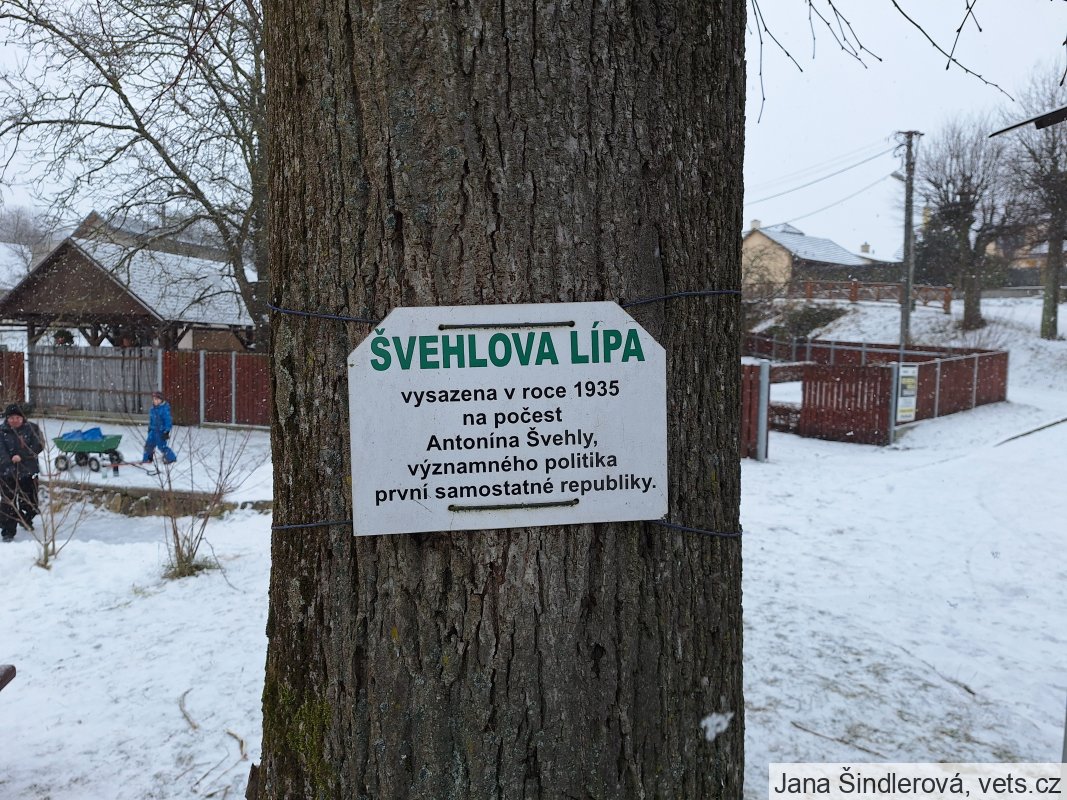 ŠVEHLOVA LÍPA
vysazena v roce 1935
na počest
Antonína Švehly,
významného politika
první samostatné republiky.
Jana Šindlerová, vets.cz